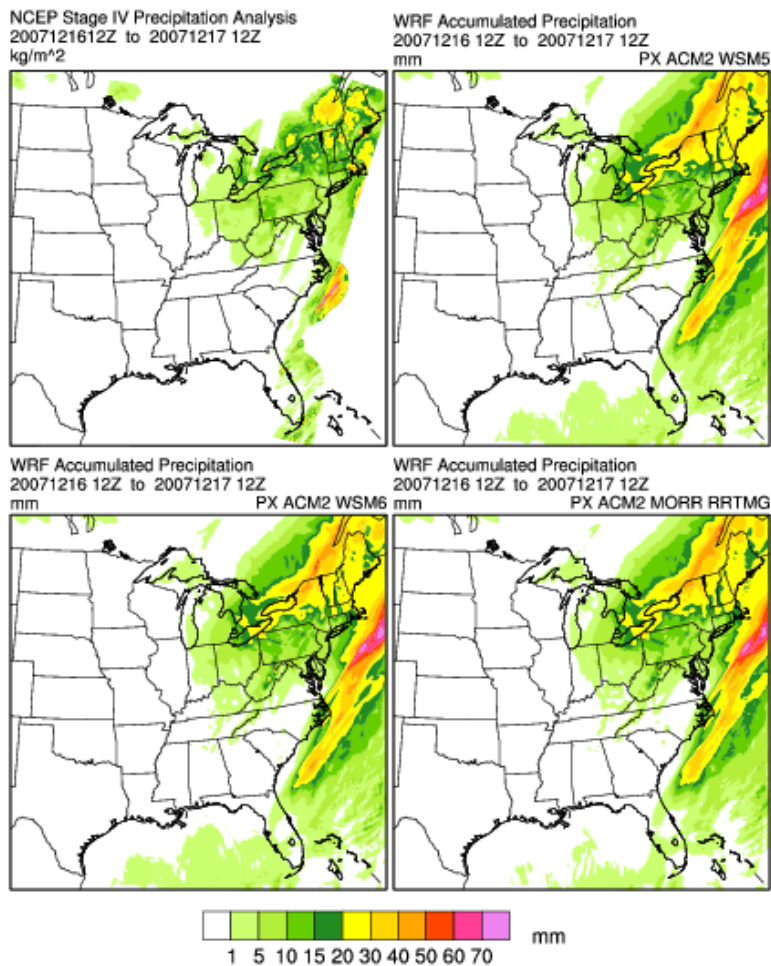 NCEP Stage IV Precipitation Analysis
2007121612Z to 20071217 12Z
kg/m^2
WRF Accumulated Precipitation
20071216 12Z to 20071217 12Z
mm PX ACM2 WSM5
WRF Accumulated Precipitation
20071216 12Z to 20071217 12Z
mm PX ACM2 WSM6
WRF Accumulated Precipitation
20071216 12Z to 20071217 12Z
mm PX ACM2 MORR RRTMG
1 5 10 15 20 30 40 50 60 70 mm